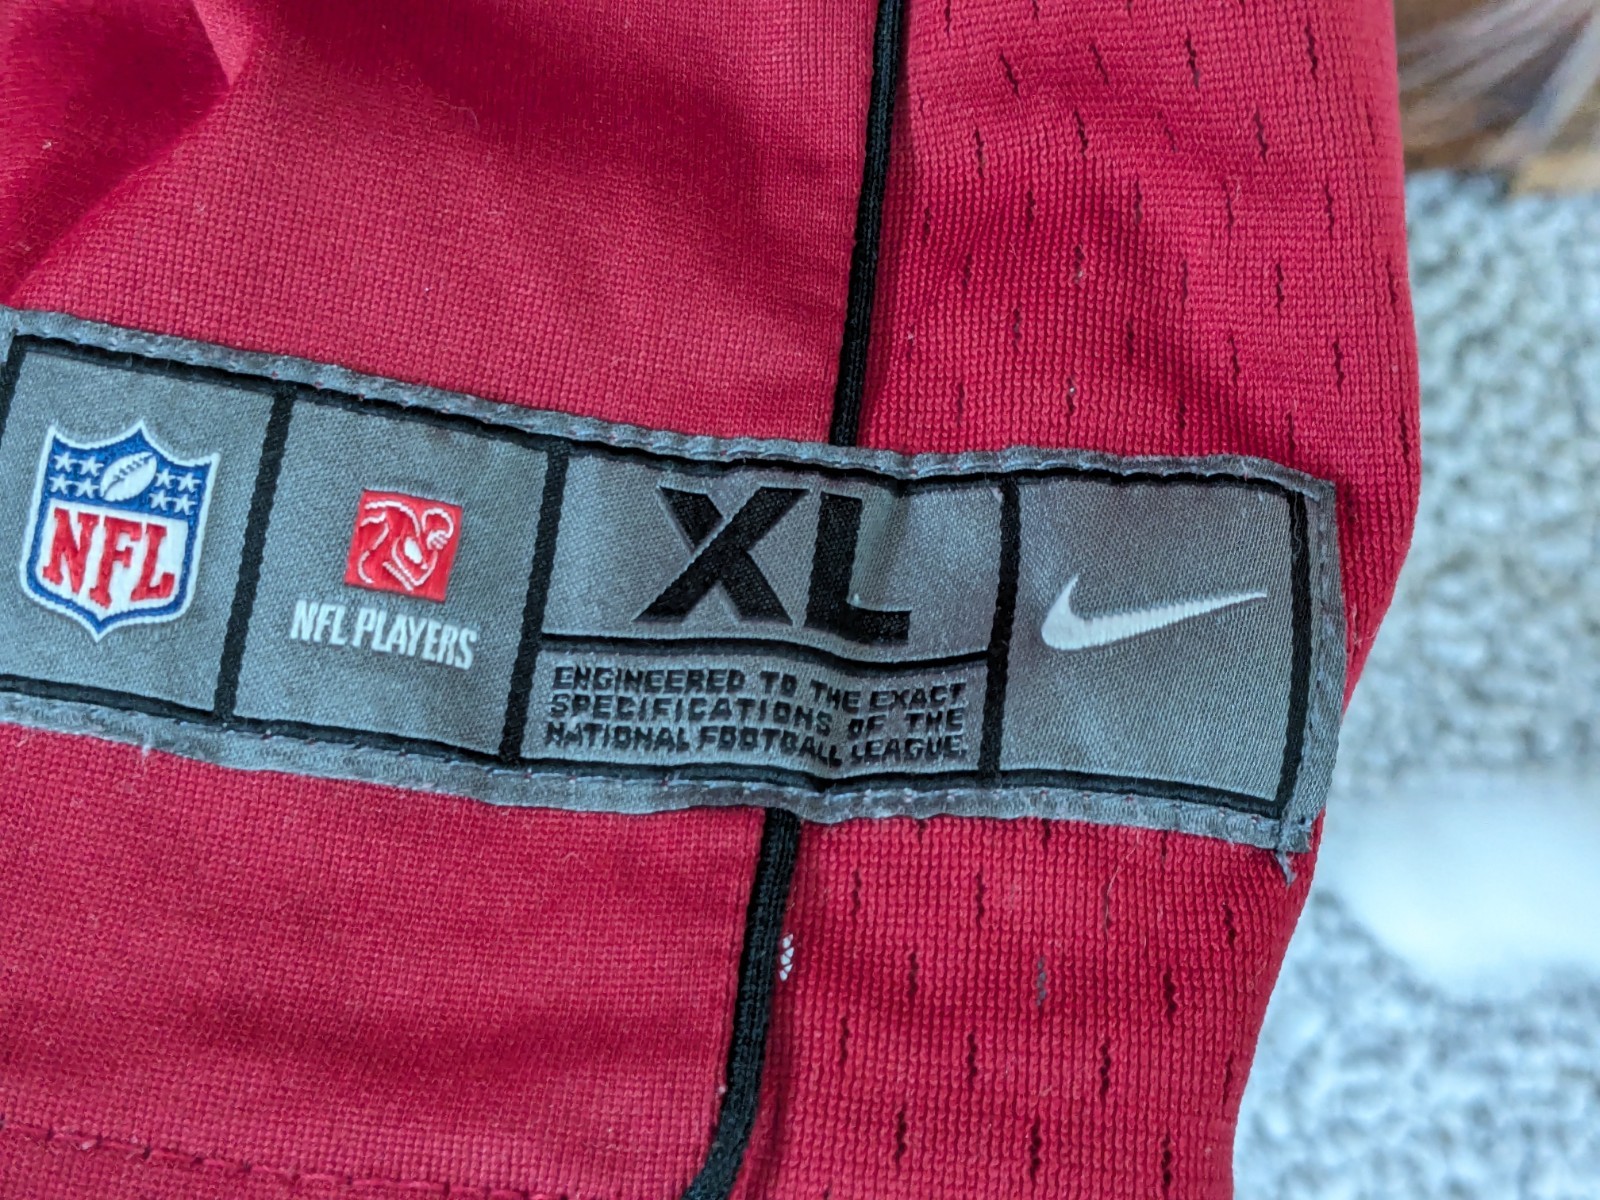 NFL
NFL PLAYERS
XL
ENGINEERED TO THE EXACT
SPECIFICATIONS OF THE
NATIONAL FOOTBALL LEAGUE.